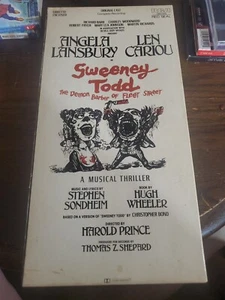 ANGELA LEN
LANSBURY CARIOU
Sweeney
Todd
The Demon Barber of Fleet Street
A MUSICAL THRILLER
MUSIC AND LYRICS BY BOOK BY
STEPHEN HUGH
SONDHEIM WHEELER
BASED ON A VERSION OF "SWEENEY TODD" BY CHRISTOPHER BOND
DIRECTED BY
HAROLD PRINCE
PRODUCED FOR RECORDS BY
THOMAS Z. SHEPARD